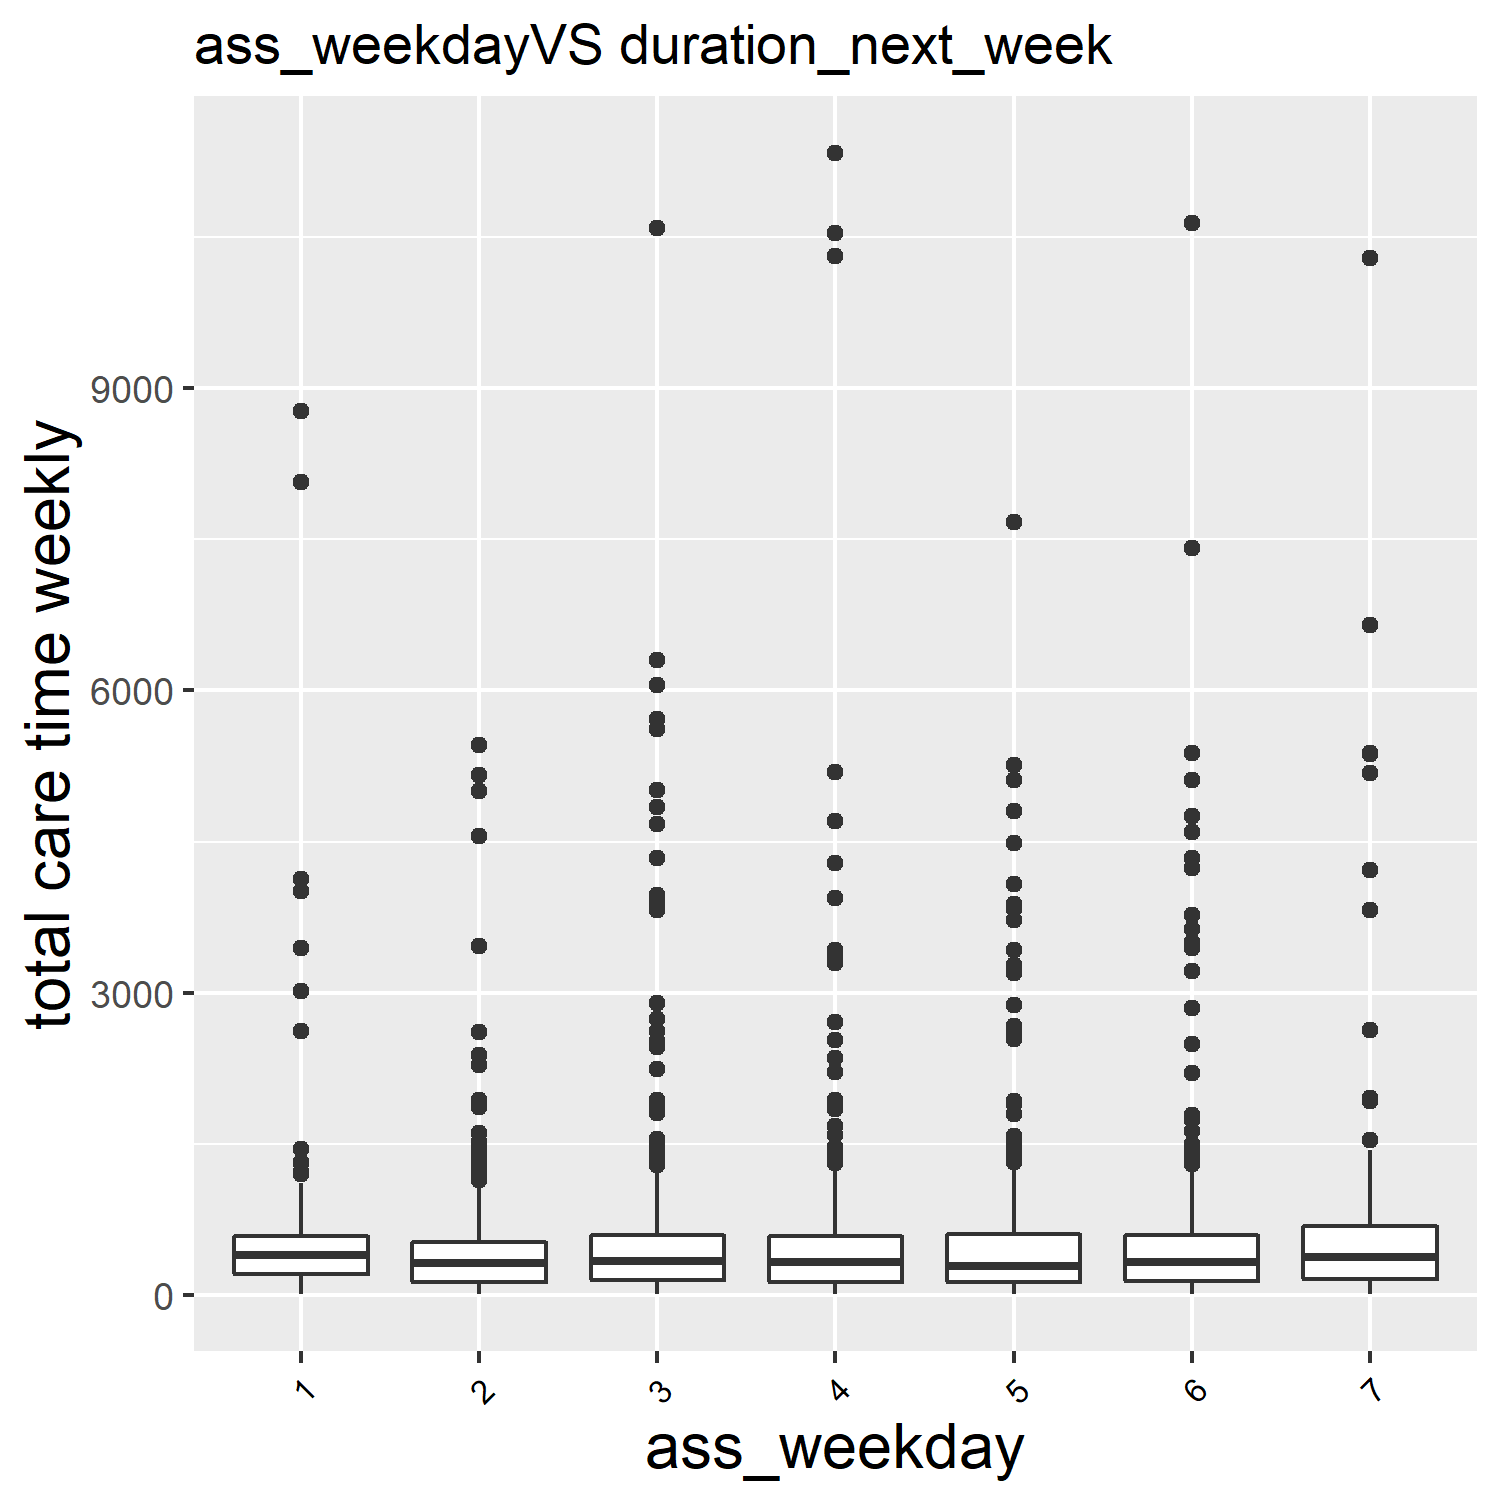 ass_weekdayVS duration_next_week
total care time weekly
9000
6000
3000
0
1 2 3 4 5 6 7
ass_weekday